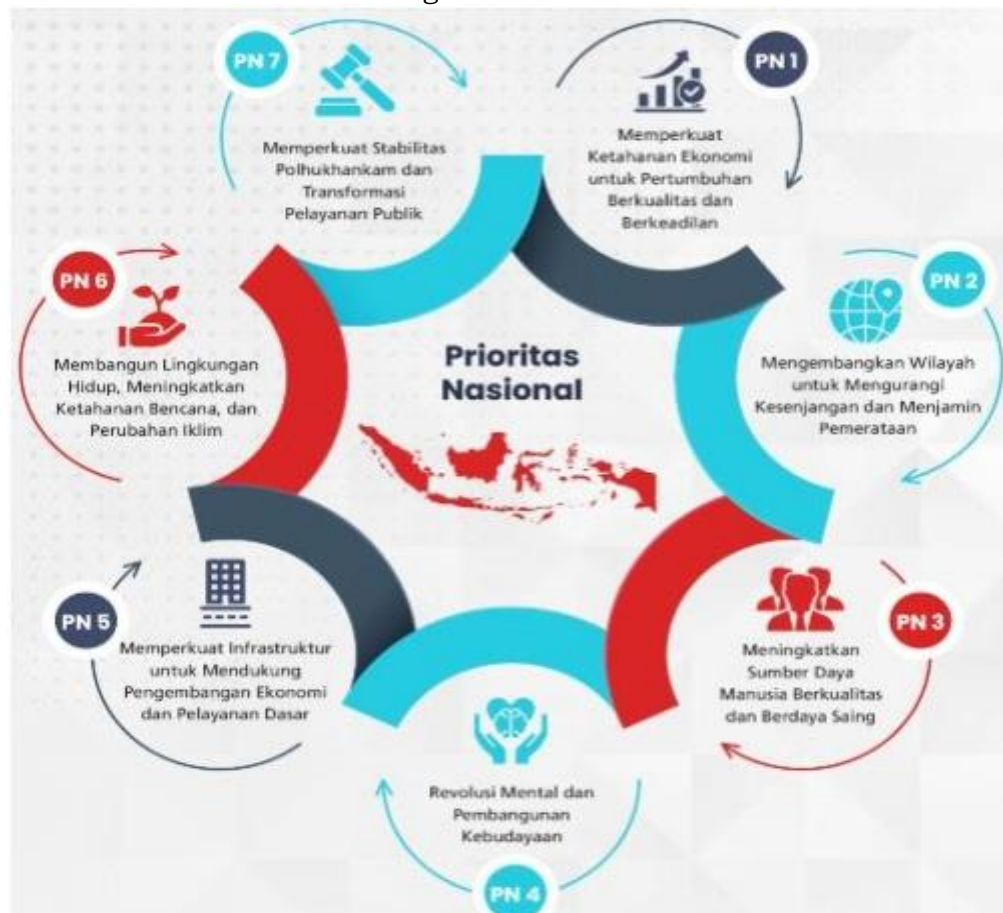 PN 7
Memperkuat Stabilitas
Polhukhankam dan
Transformasi
Pelayanan Publik
PN 1
Memperkuat
Ketahanan Ekonomi
untuk Pertumbuhan
Berkualitas dan
Berkeadilan
PN 6
Membangun Lingkungan
Hidup, Meningkatkan
Ketahanan Bencana, dan
Perubahan Iklim
Prioritas
Nasional
PN 2
Mengembangkan Wilayah
untuk Mengurangi
Kesenjangan dan Menjamin
Pemerataan
PN 5
Memperkuat Infrastruktur
untuk Mendukung
Pengembangan Ekonomi
dan Pelayanan Dasar
PN 3
Meningkatkan
Sumber Daya
Manusia Berkualitas
dan Berdaya Saing
Revolusi Mental dan
Pembangunan
Kebudayaan
PN 4